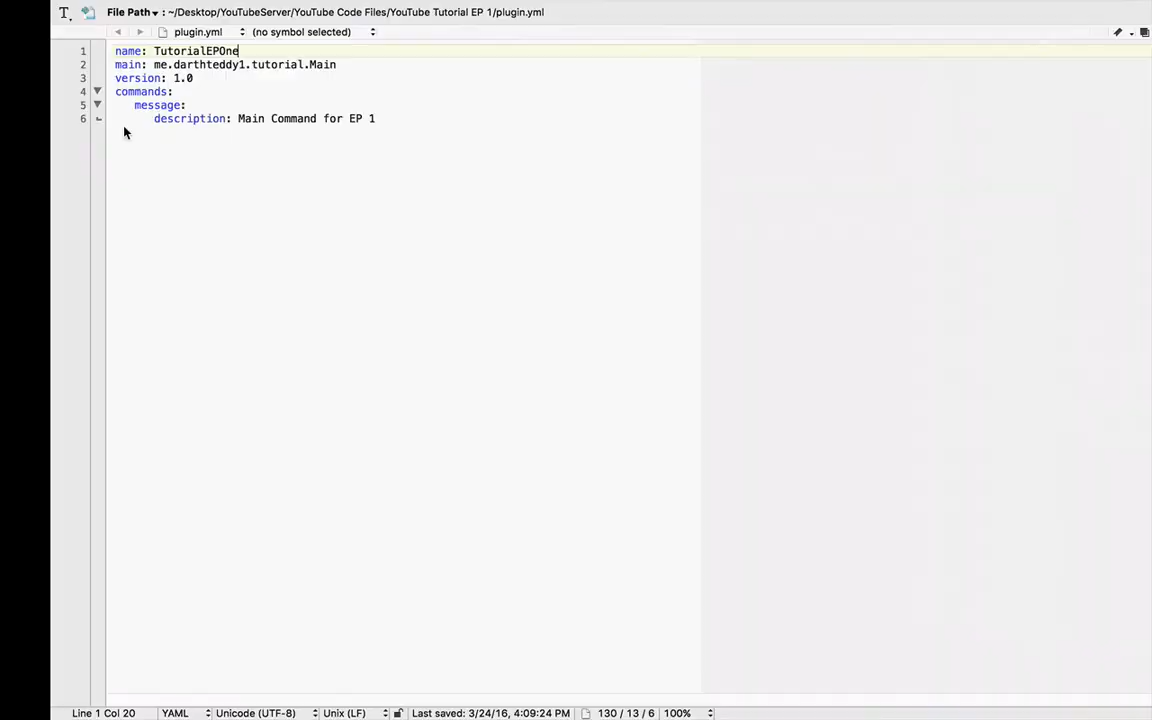 File Path ▾ : ~/Desktop/YouTubeServer/YouTube Code Files/YouTube Tutorial EP 1/plugin.yml
plugin.yml (no symbol selected)
1 name: TutorialEPOne
2 main: me.darthteddy1.tutorial.Main
3 version: 1.0
4 commands:
5 message:
6 description: Main Command for EP 1
Line 1 Col 20 YAML Unicode (UTF-8) Unix (LF) Last saved: 3/24/16, 4:09:24 PM 130 / 13 / 6 100%